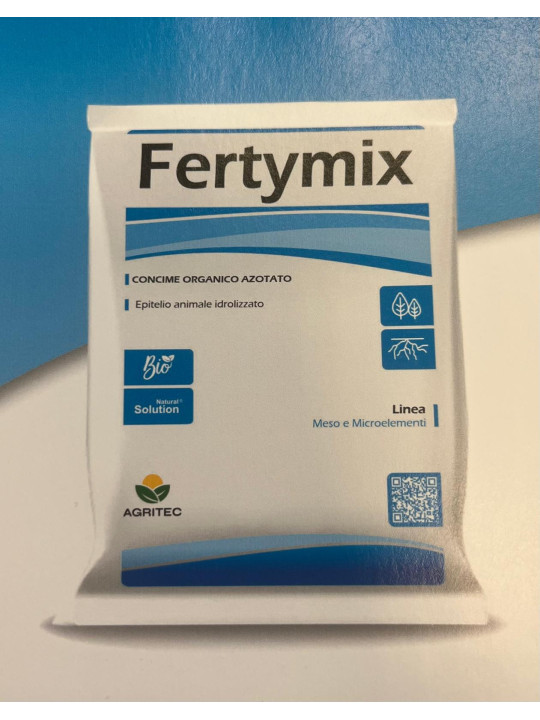 Fertymix
CONCIME ORGANICO AZOTATO
Epitelio animale idrolizzato
Bio
Natural
Solution
Linea
Meso e Microelementi
AGRITEC